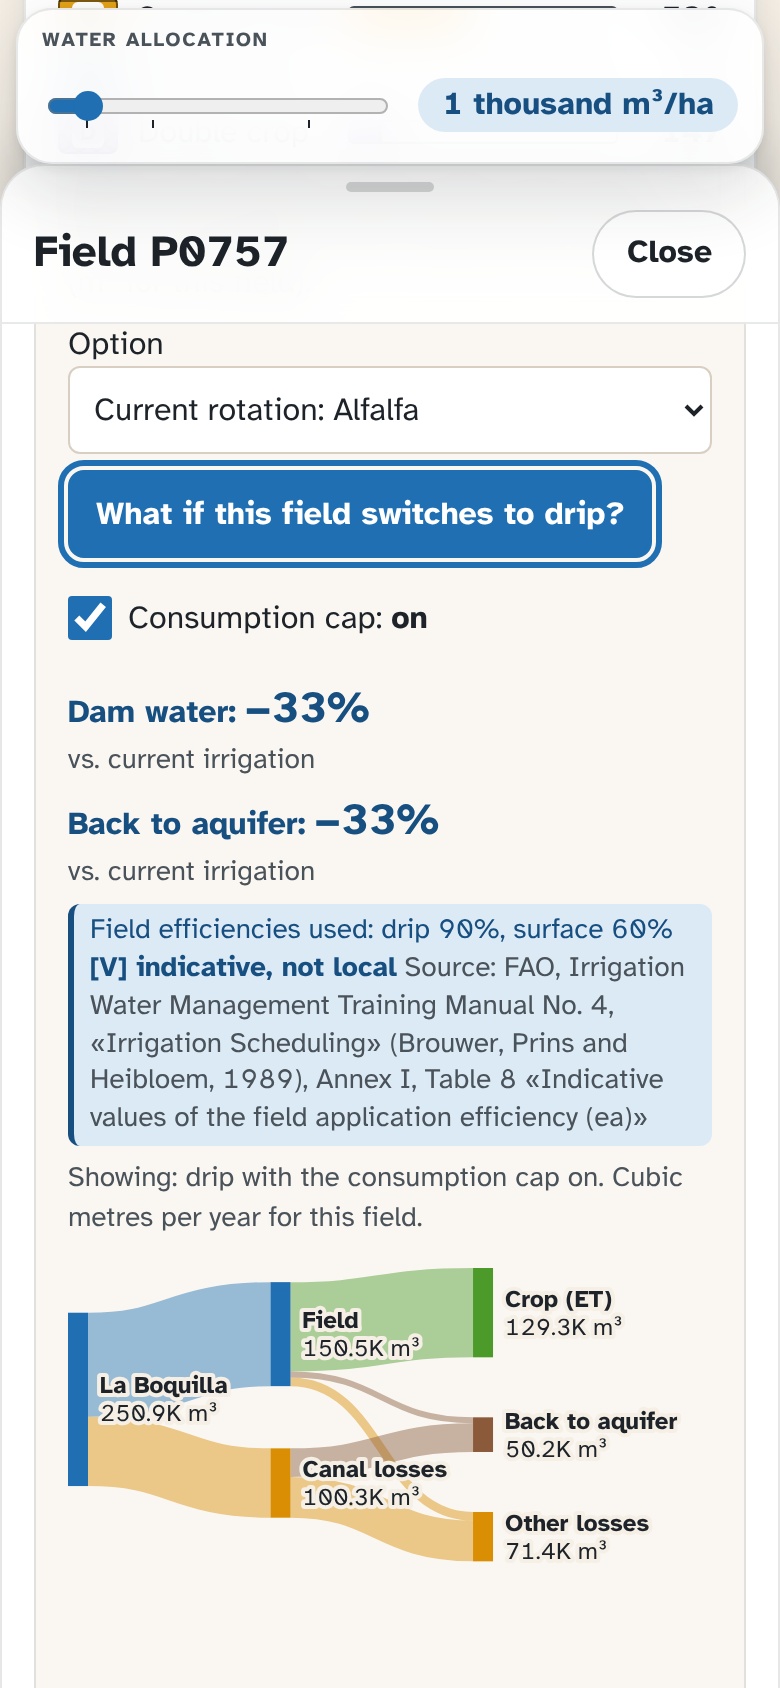 WATER ALLOCATION
1 thousand m³/ha
Double crop
Field P0757
Close
Option
Current rotation: Alfalfa
What if this field switches to drip?
Consumption cap: on
Dam water: −33%
vs. current irrigation
Back to aquifer: −33%
vs. current irrigation
Field efficiencies used: drip 90%, surface 60%
[V] indicative, not local Source: FAO, Irrigation
Water Management Training Manual No. 4,
«Irrigation Scheduling» (Brouwer, Prins and
Heibloem, 1989), Annex I, Table 8 «Indicative
values of the field application efficiency (ea)»
Showing: drip with the consumption cap on. Cubic
metres per year for this field.
Crop (ET)
129.3K m³
Field
150.5K m³
La Boquilla
250.9K m³
Back to aquifer
50.2K m³
Canal losses
100.3K m³
Other losses
71.4K m³